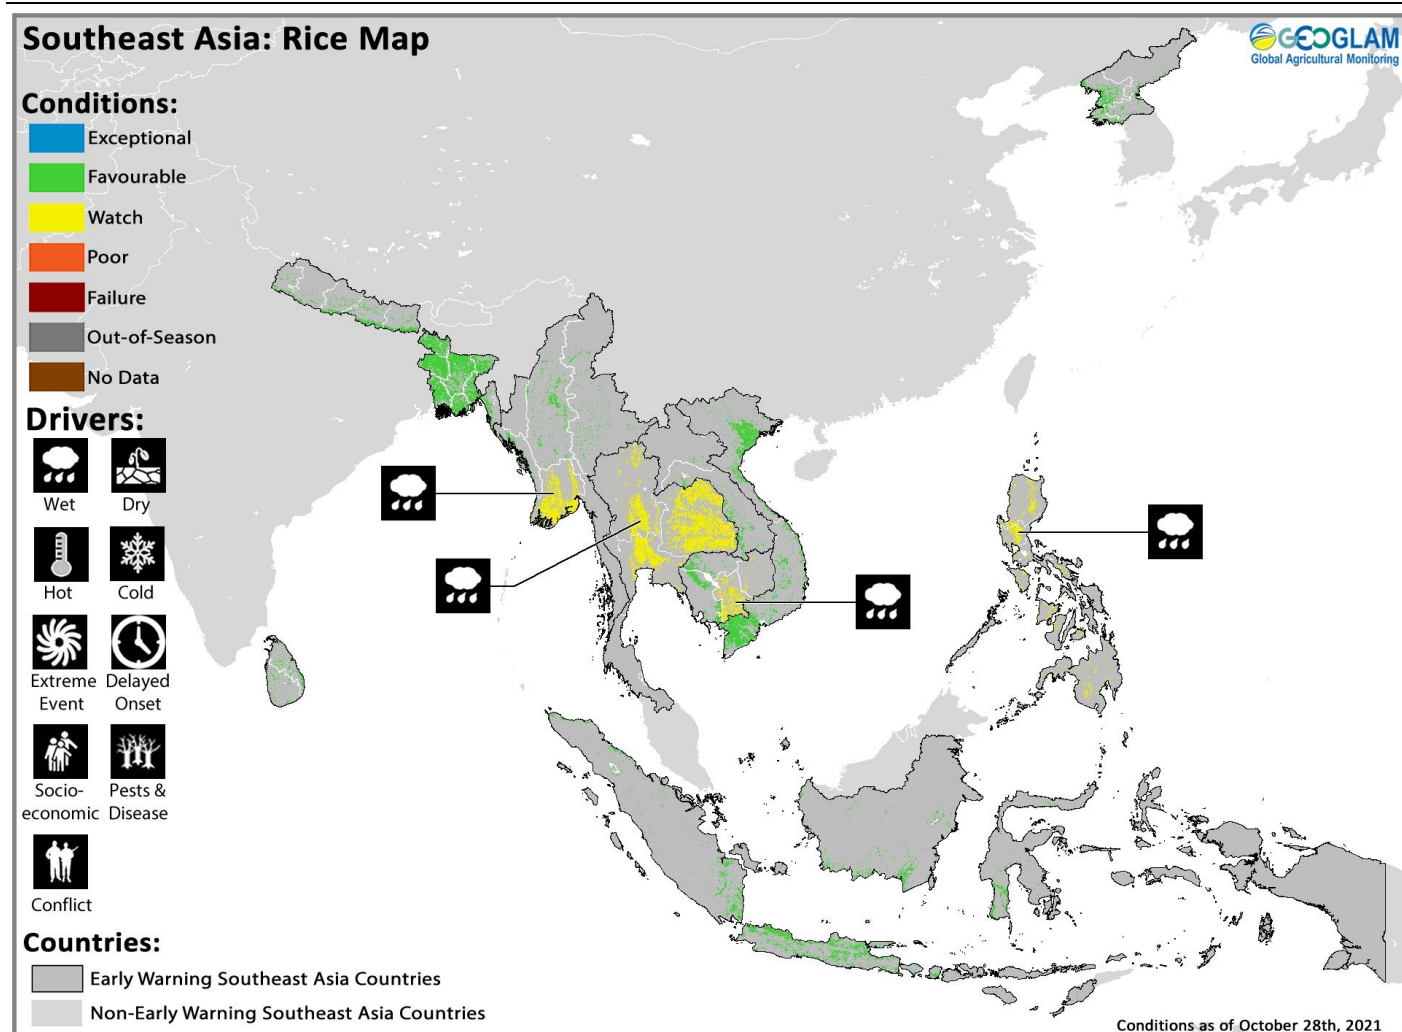 Southeast Asia: Rice Map
GEOGLAM
Global Agricultural Monitoring
Conditions:
Exceptional
Favourable
Watch
Poor
Failure
Out-of-Season
No Data
Drivers:
Wet
Dry
Hot
Cold
Extreme
Event
Delayed
Onset
Socio-
economic
Pests &
Disease
Conflict
Countries:
Early Warning Southeast Asia Countries
Non-Early Warning Southeast Asia Countries
Conditions as of October 28th, 2021